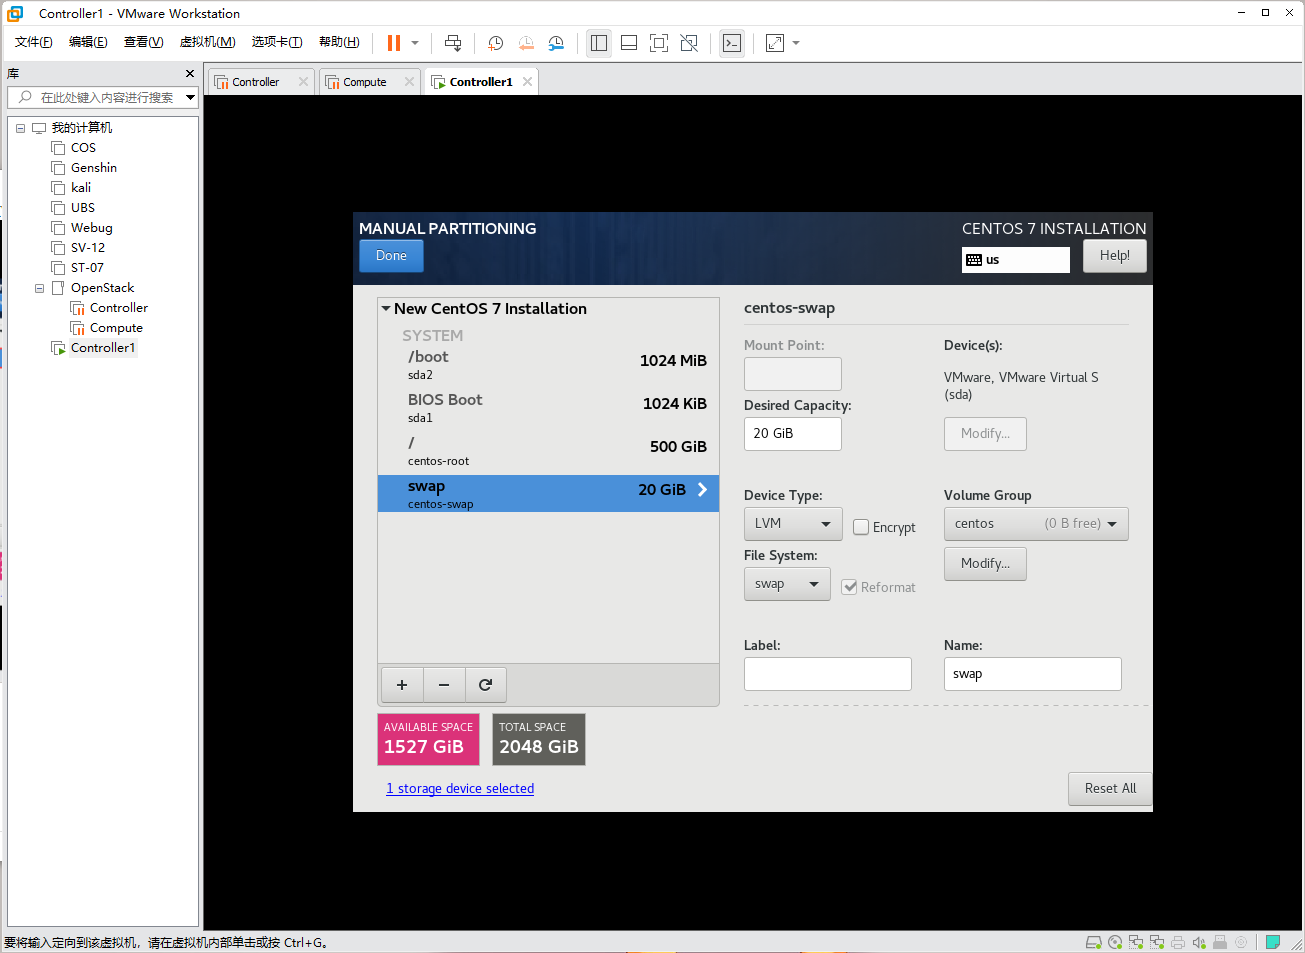 Controller1 - VMware Workstation
文件(F) 编辑(E) 查看(V) 虚拟机(M) 选项卡(T) 帮助(H)
库
在此处键入内容进行搜索
我的计算机
COS
Genshin
kali
UBS
Webug
SV-12
ST-07
OpenStack
Controller
Compute
Controller1
Controller Compute Controller1
MANUAL PARTITIONING
Done
CENTOS 7 INSTALLATION
us
Help!
New CentOS 7 Installation
SYSTEM
/boot 1024 MiB
sda2
BIOS Boot 1024 KiB
sda1
/ 500 GiB
centos-root
swap 20 GiB
centos-swap
AVAILABLE SPACE
1527 GiB
TOTAL SPACE
2048 GiB
1 storage device selected
centos-swap
Mount Point:
Device(s):
VMware, VMware Virtual S
(sda)
Desired Capacity:
20 GiB
Modify...
Device Type:
Volume Group
LVM
Encrypt
centos (0 B free)
File System:
Modify...
swap
Reformat
Label:
Name:
swap
Reset All
要将输入定向到该虚拟机，请在虚拟机内部单击或按 Ctrl+G。